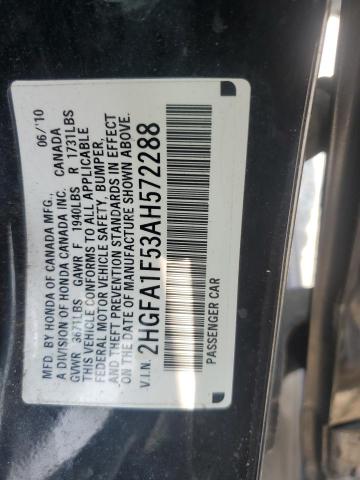 MFD. BY HONDA OF CANADA MFG., 06/'10
A DIVISION OF HONDA CANADA INC. CANADA
GVWR 3671LBS GAWR F 1940LBS R 1731LBS
THIS VEHICLE CONFORMS TO ALL APPLICABLE
FEDERAL MOTOR VEHICLE SAFETY, BUMPER,
AND THEFT PREVENTION STANDARDS IN EFFECT
ON THE DATE OF MANUFACTURE SHOWN ABOVE.
V.I.N. 2HGFA1F53AH572288
PASSENGER CAR